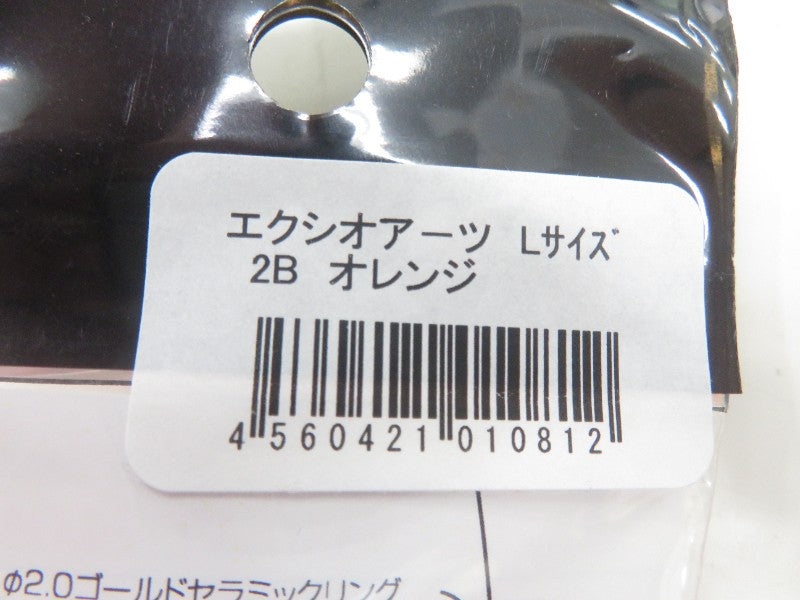 エクシオアーツ Lサイズ
2B オレンジ
4 560421 010812
φ2.0ゴールドセラミックリング